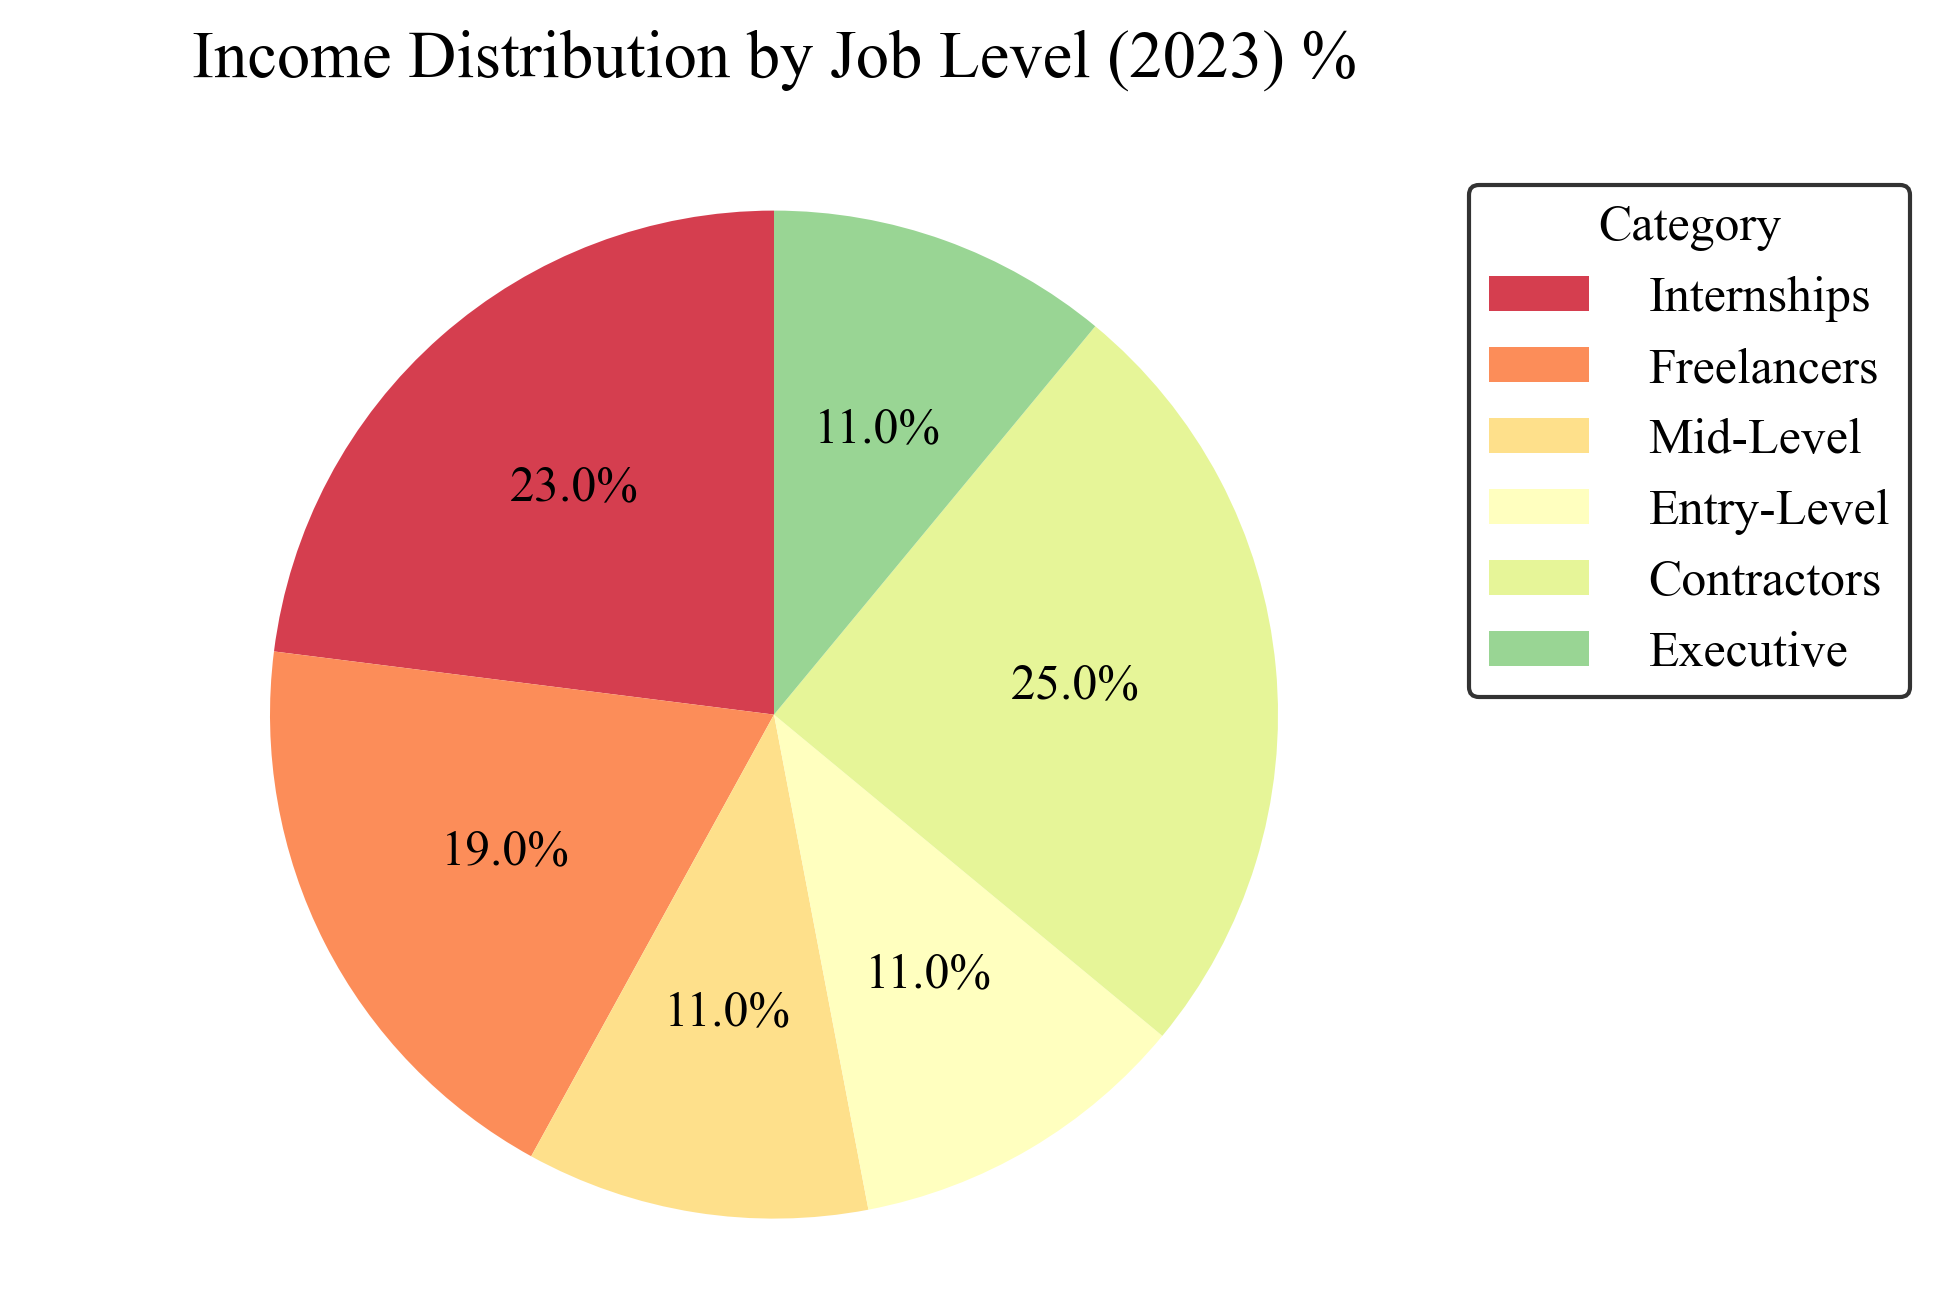 Income Distribution by Job Level (2023) %
Category
Internships
Freelancers
Mid-Level
Entry-Level
Contractors
Executive
11.0%
23.0%
25.0%
19.0%
11.0%
11.0%